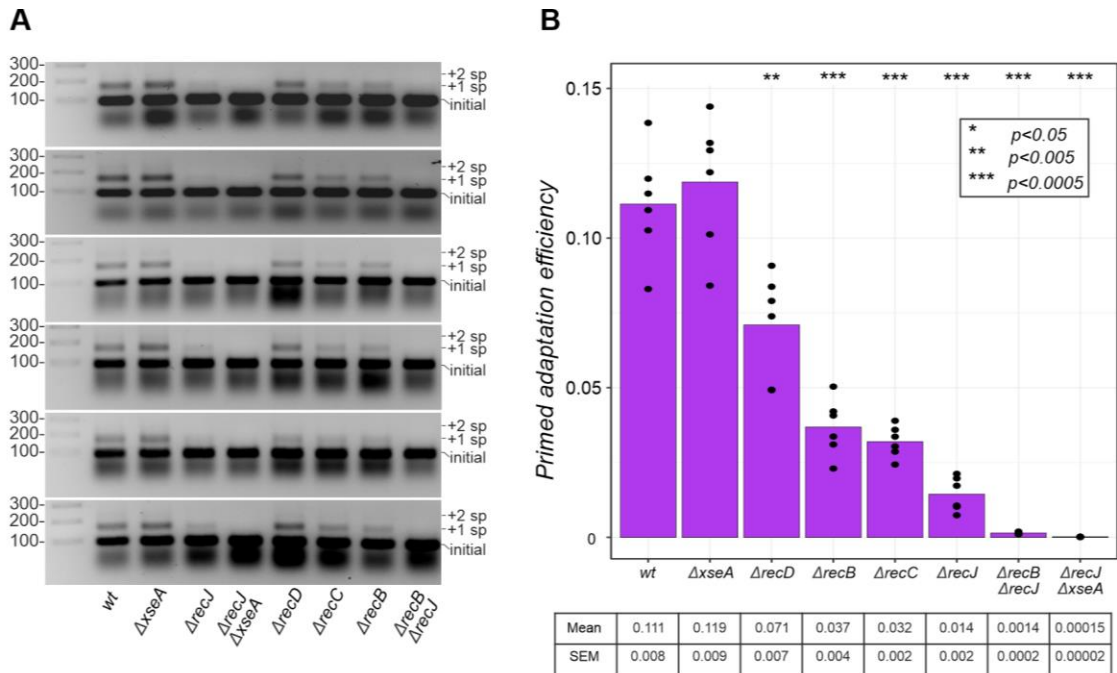 A
300-
200-
100-
+2 sp
+1 sp
initial
300-
200-
100-
+2 sp
+1 sp
initial
300-
200-
100-
+2 sp
+1 sp
initial
300-
200-
100-
+2 sp
+1 sp
initial
300-
200-
100-
+2 sp
+1 sp
initial
300-
200-
100-
+2 sp
+1 sp
initial
wt
ΔxseA
ΔrecJ
ΔrecJ
ΔxseA
ΔrecD
ΔrecC
ΔrecB
ΔrecB
ΔrecJ
B
** *** *** *** *** ***
* p<0.05
** p<0.005
*** p<0.0005
Primed adaptation efficiency
0.15
0.10
0.05
0
wt ΔxseA ΔrecD ΔrecB ΔrecC ΔrecJ ΔrecB ΔrecJ
ΔrecJ ΔxseA
Mean 0.111 0.119 0.071 0.037 0.032 0.014 0.0014 0.00015
SEM 0.008 0.009 0.007 0.004 0.002 0.002 0.0002 0.00002